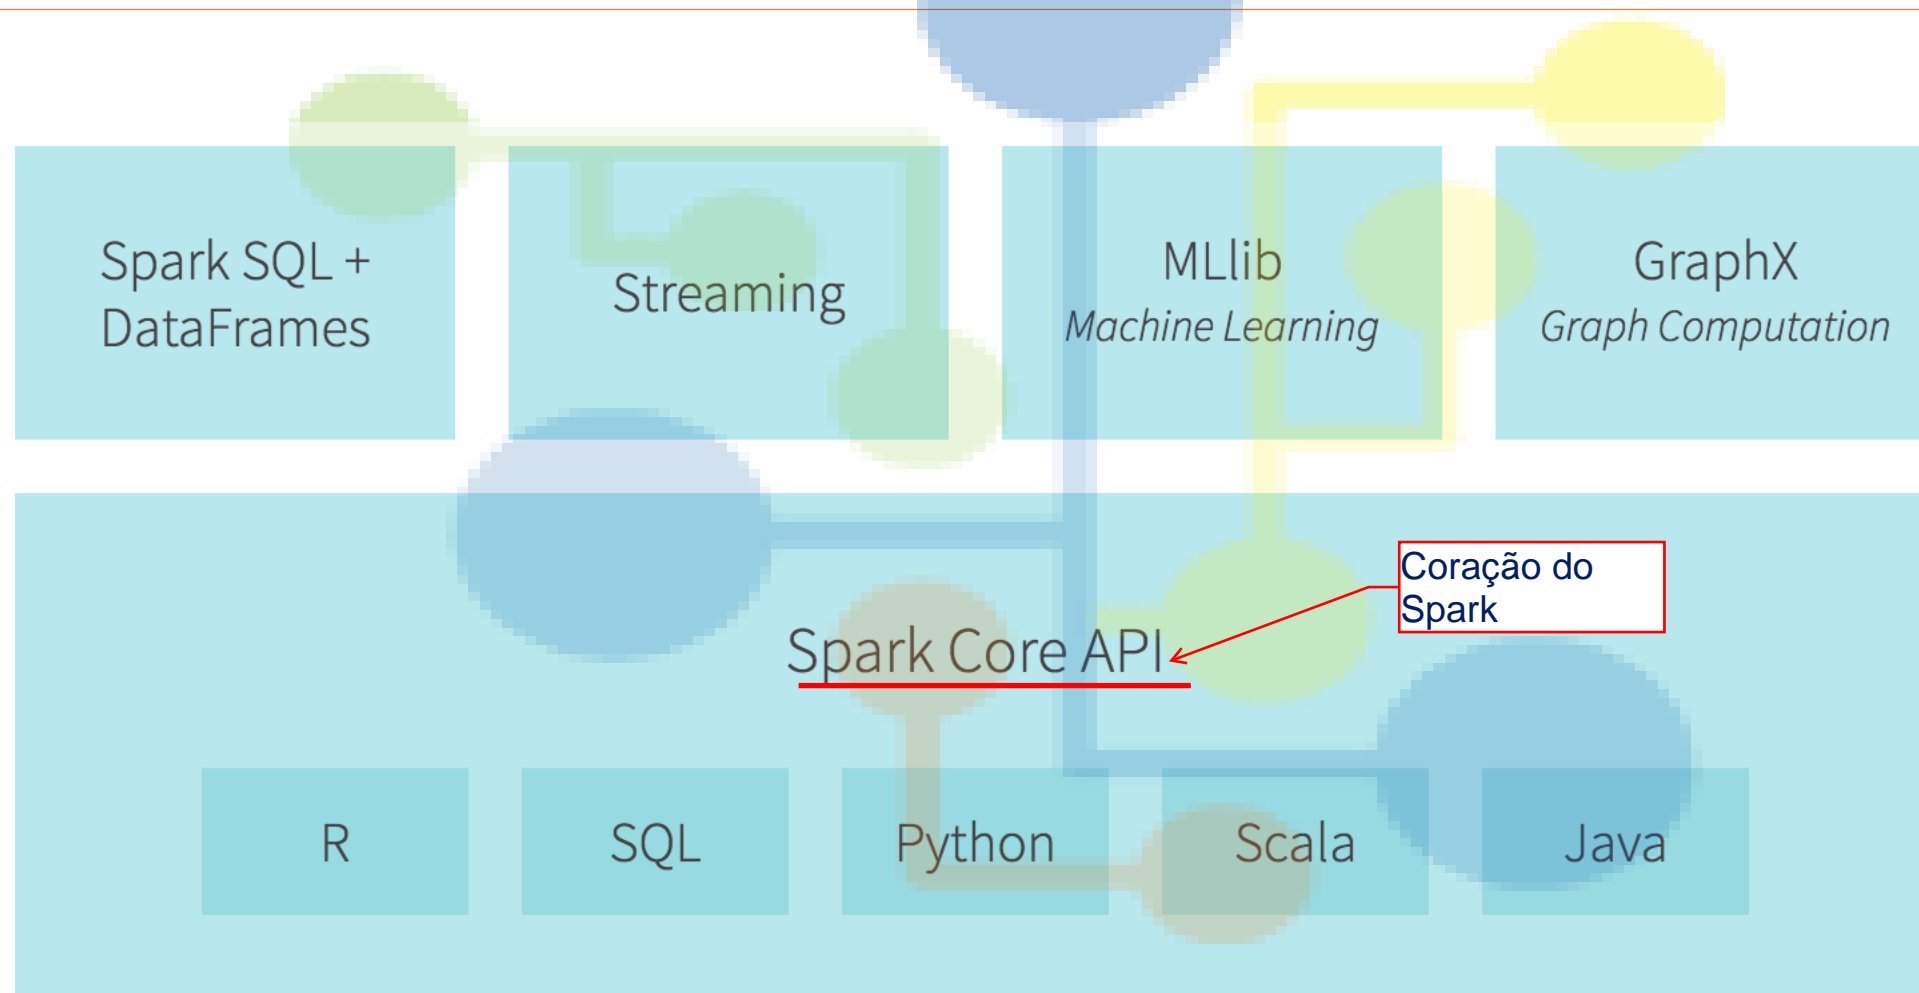 Spark SQL +
DataFrames
Streaming
MLlib
Machine Learning
GraphX
Graph Computation
Coração do
Spark
Spark Core API
R
SQL
Python
Scala
Java